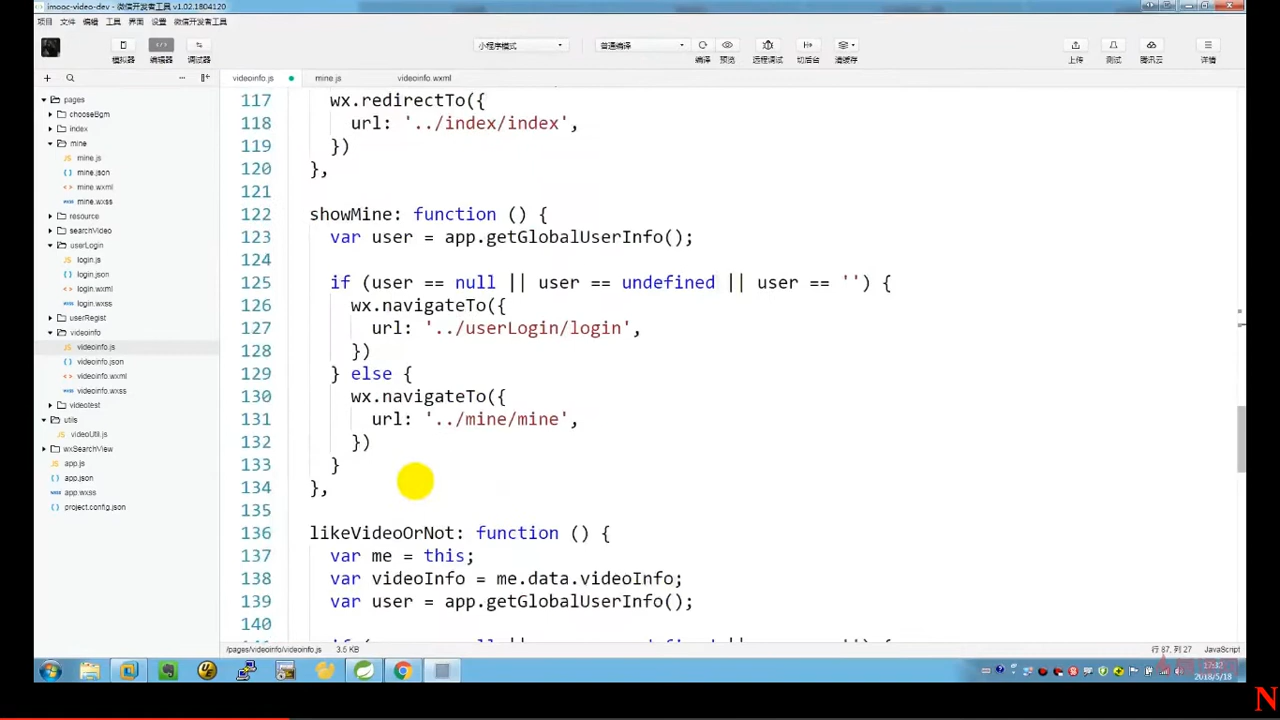 imooc-video-dev - 微信开发者工具 v1.02.1804120
项目 文件 编辑 工具 界面 设置 微信开发者工具
模拟器 编辑器 调试器
小程序模式
普通编译
编译 预览 远程调试 切后台 清缓存
上传 测试 腾讯云 详情
videoinfo.js mine.js videoinfo.wxml
pages
chooseBgm
index
mine
mine.js
mine.json
mine.wxml
mine.wxss
resource
searchVideo
userLogin
login.js
login.json
login.wxml
login.wxss
userRegist
videoinfo
videoinfo.js
videoinfo.json
videoinfo.wxml
videoinfo.wxss
videotest
utils
videoUtil.js
wxSearchView
app.js
app.json
app.wxss
project.config.json
117 wx.redirectTo({
118 url: '../index/index',
119 })
120 },
121
122 showMine: function () {
123 var user = app.getGlobalUserInfo();
124
125 if (user == null || user == undefined || user == '') {
126 wx.navigateTo({
127 url: '../userLogin/login',
128 })
129 } else {
130 wx.navigateTo({
131 url: '../mine/mine',
132 })
133 }
134 },
135
136 likeVideoOrNot: function () {
137 var me = this;
138 var videoInfo = me.data.videoInfo;
139 var user = app.getGlobalUserInfo();
140
/pages/videoinfo/videoinfo.js 3.5 KB
行 87, 列 27 JavaScript
2018/5/18
N